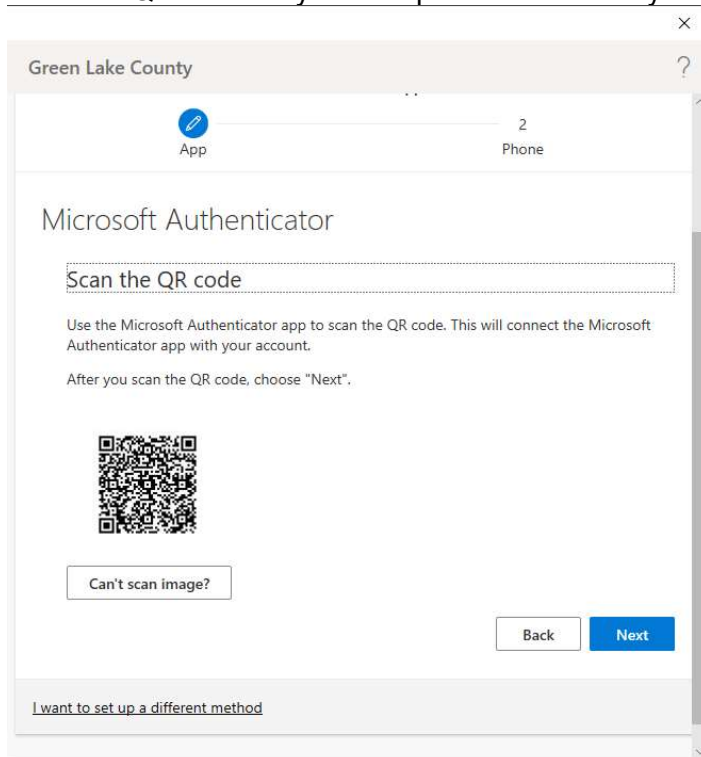 Green Lake County
?
2
App
Phone
Microsoft Authenticator
Scan the QR code
Use the Microsoft Authenticator app to scan the QR code. This will connect the Microsoft
Authenticator app with your account.
After you scan the QR code, choose "Next".
Can't scan image?
Back
Next
I want to set up a different method